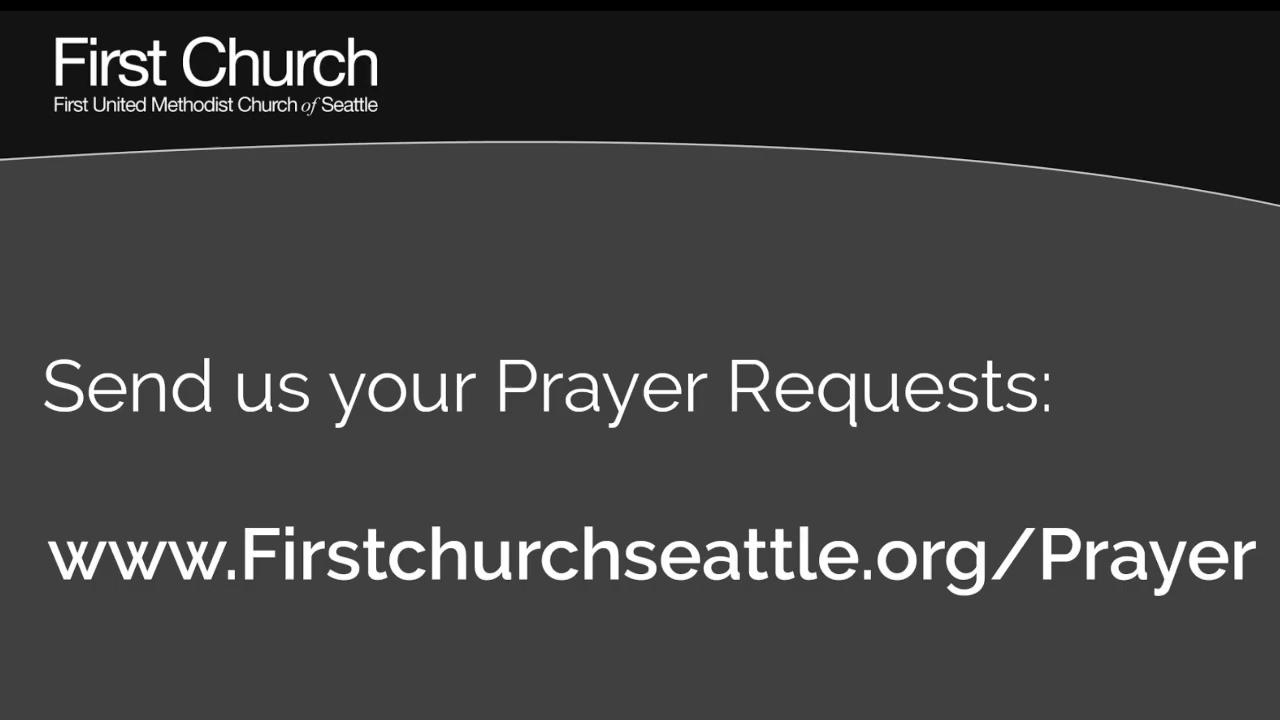 First Church
First United Methodist Church of Seattle
Send us your Prayer Requests:
www.Firstchurchseattle.org/Prayer